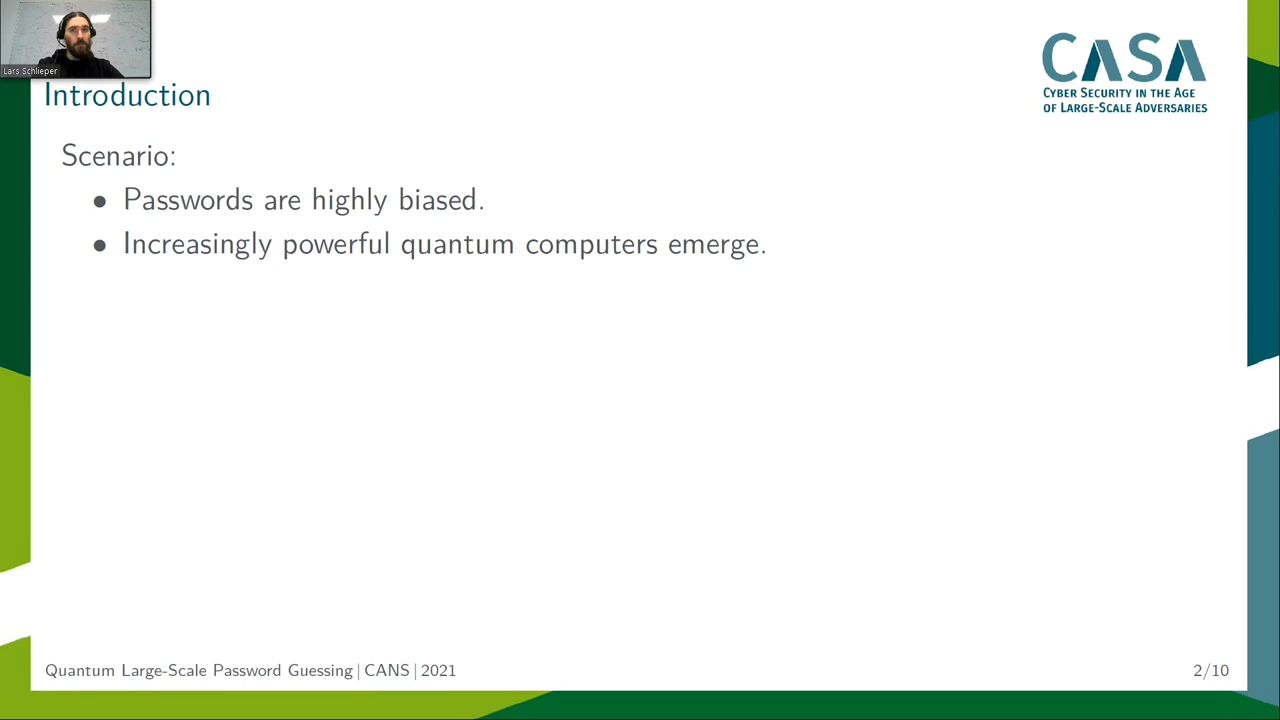 Lars Schlieper
Introduction
CASA
CYBER SECURITY IN THE AGE
OF LARGE-SCALE ADVERSARIES
Scenario:
• Passwords are highly biased.
• Increasingly powerful quantum computers emerge.
Quantum Large-Scale Password Guessing | CANS | 2021
2/10